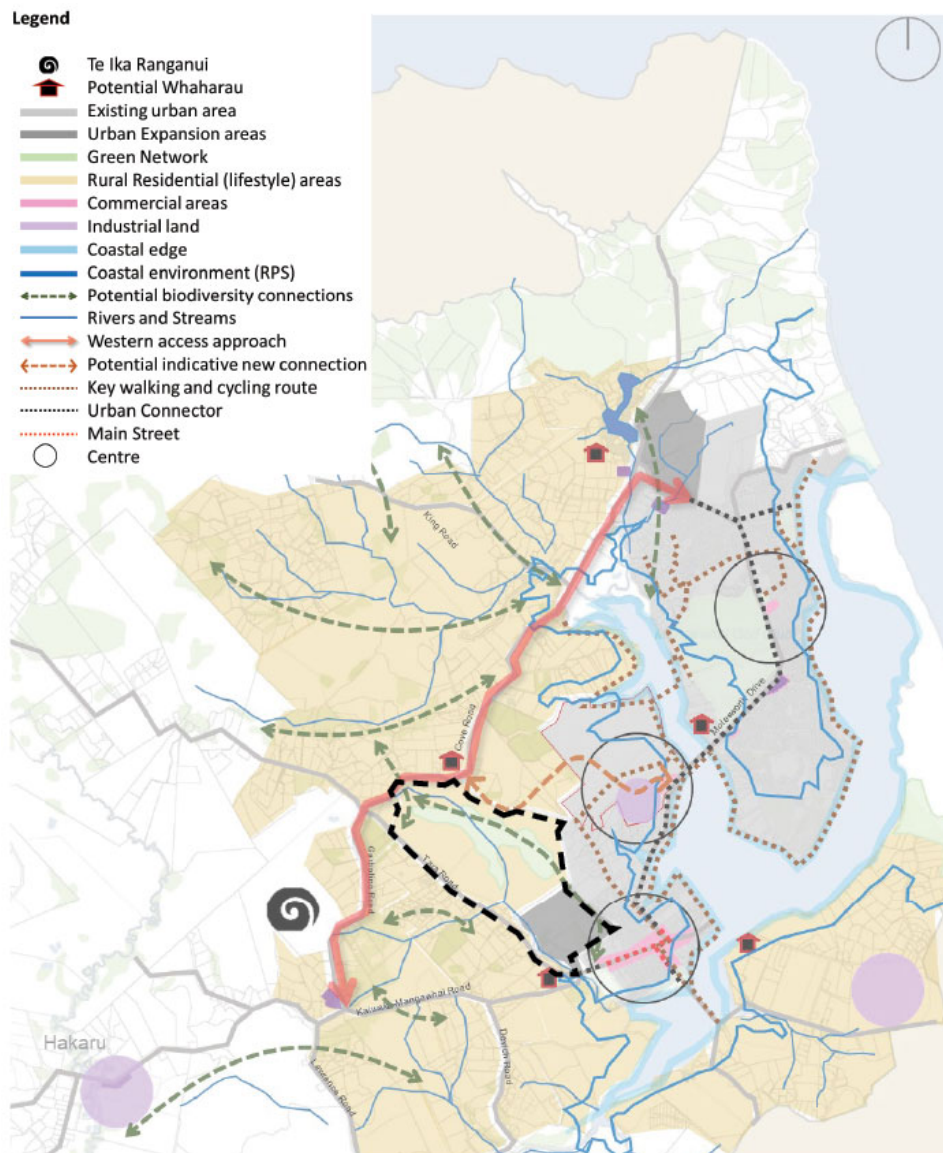 Legend
Te Ika Ranganui
Potential Whaharau
Existing urban area
Urban Expansion areas
Green Network
Rural Residential (lifestyle) areas
Commercial areas
Industrial land
Coastal edge
Coastal environment (RPS)
Potential biodiversity connections
Rivers and Streams
Western access approach
Potential indicative new connection
Key walking and cycling route
Urban Connector
Main Street
Centre
King Road
Cove Road
Molesworth Drive
Tara Road
Garbolino Road
Kaiwaka-Mangawhai Road
Hakaru
Lawrence Road
Devich Road